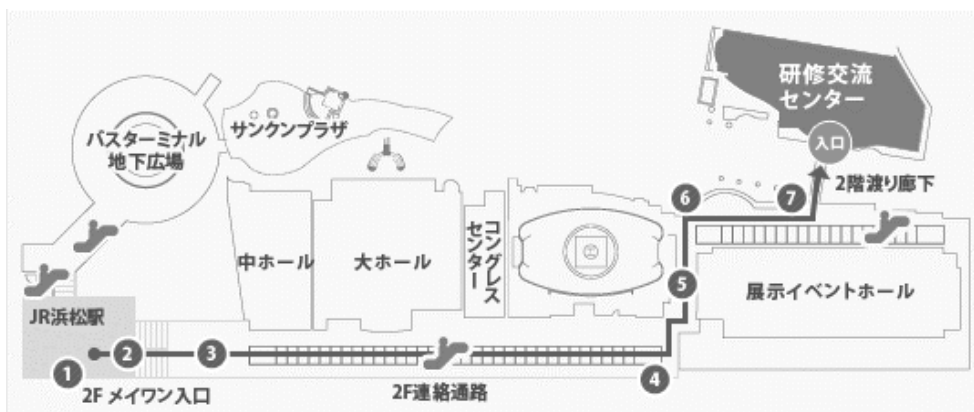 研修交流
センター
入口
バスターミナル
地下広場
サンクンプラザ
2階渡り廊下
6
7
中ホール
大ホール
コングレス
センター
5
展示イベントホール
JR浜松駅
1
2
3
4
2F メイワン入口
2F連絡通路